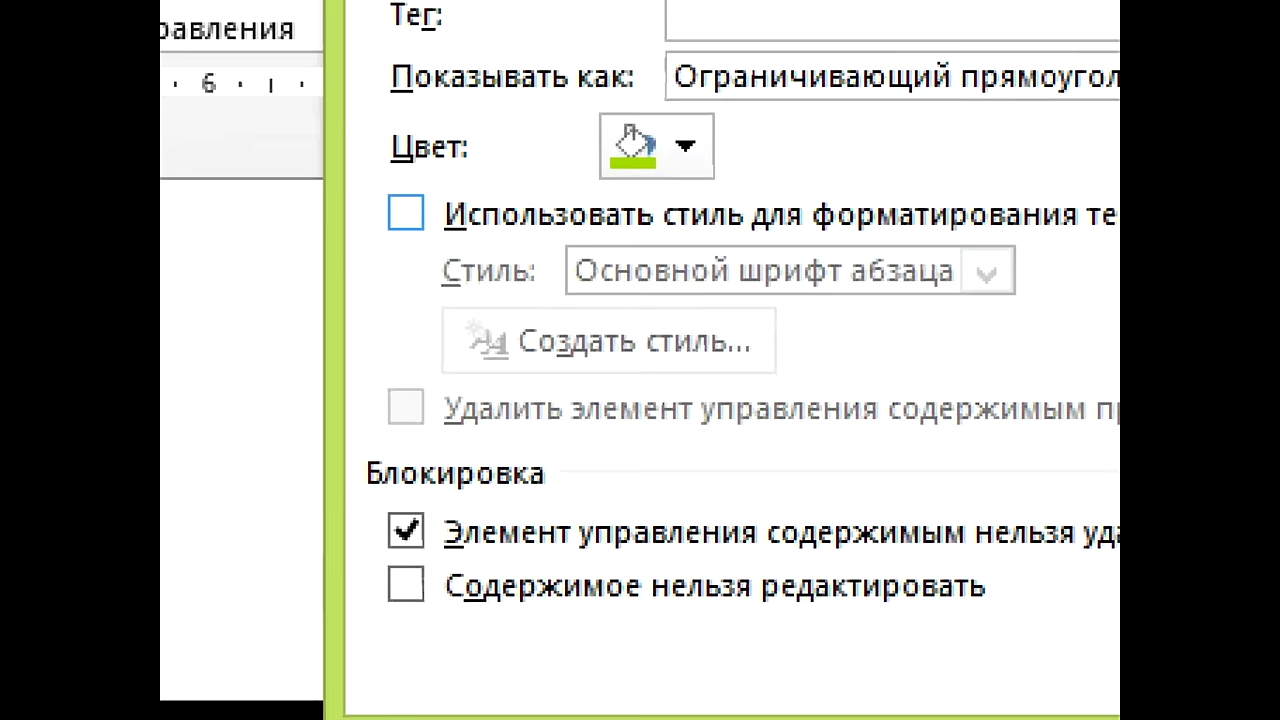 равления
Тег:
6
Показывать как: Ограничивающий прямоугол
Цвет:
Использовать стиль для форматирования те
Стиль: Основной шрифт абзаца
Создать стиль...
Удалить элемент управления содержимым п
Блокировка
Элемент управления содержимым нельзя уда
Содержимое нельзя редактировать